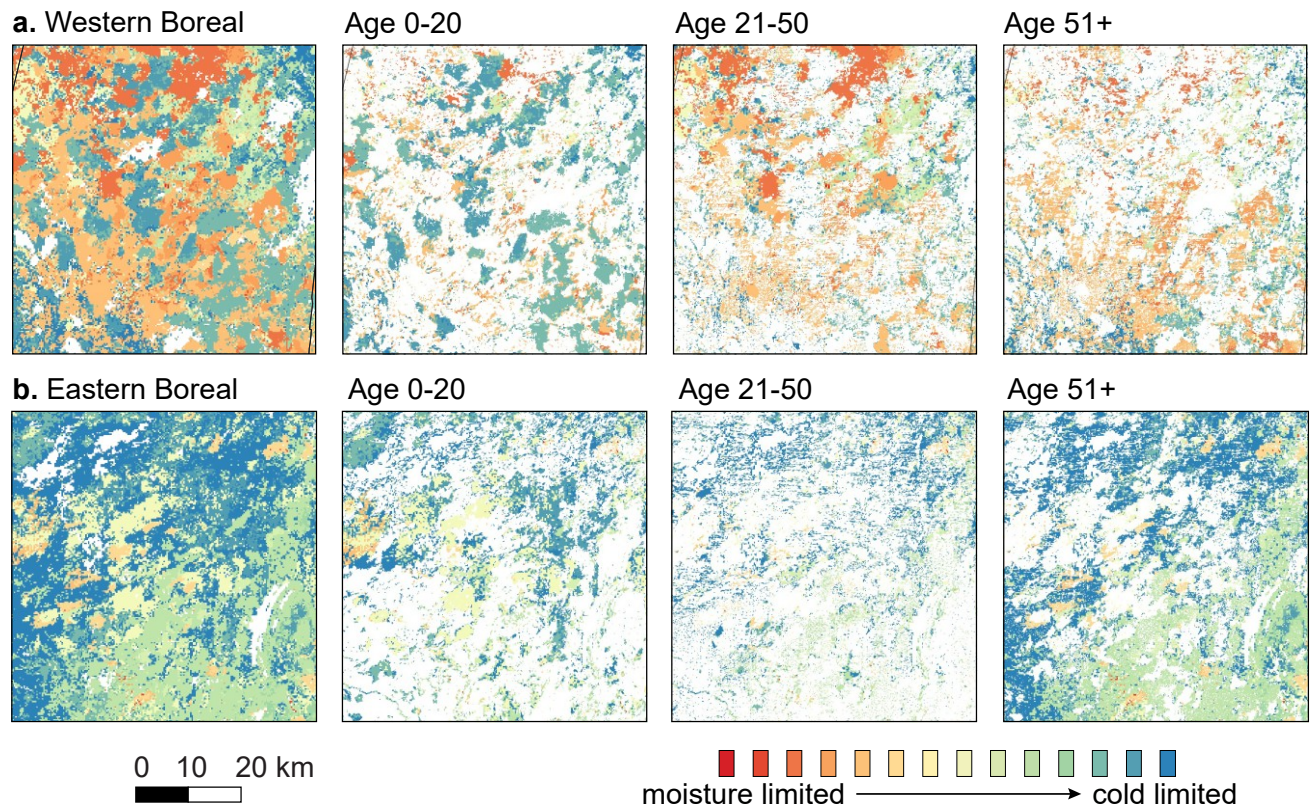 a. Western Boreal
Age 0-20
Age 21-50
Age 51+
b. Eastern Boreal
Age 0-20
Age 21-50
Age 51+
0 10 20 km
moisture limited
cold limited